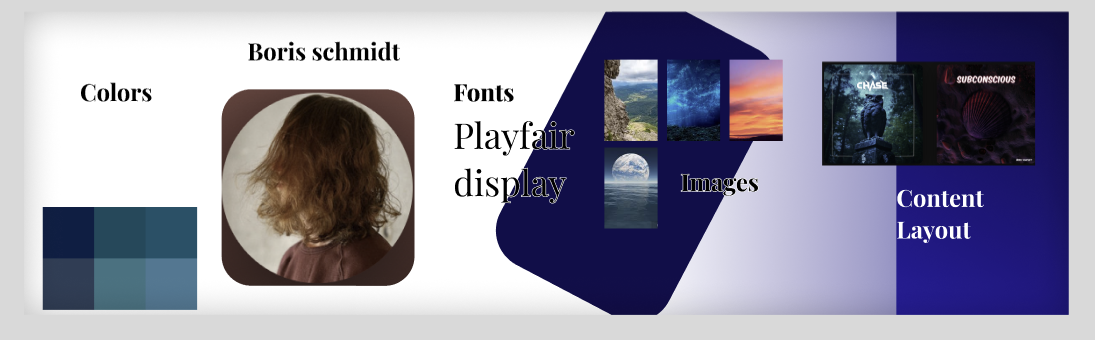 Boris schmidt
Colors
Fonts
Playfair
display
Images
CHASE
SUBCONSCIOUS
Content
Layout